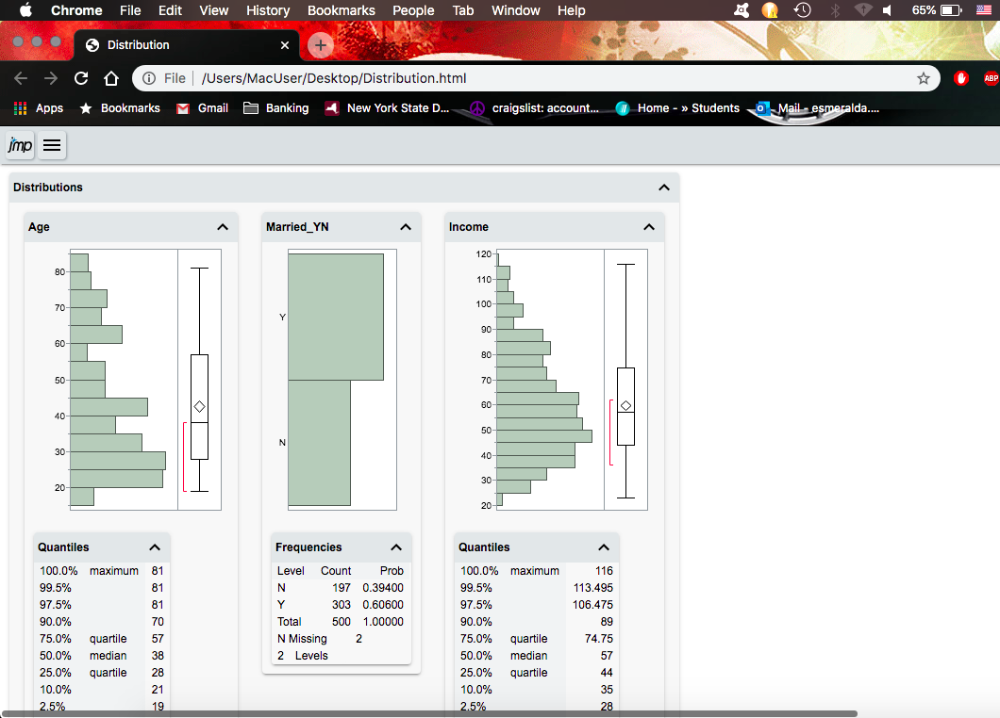 Chrome File Edit View History Bookmarks People Tab Window Help 65%
Distribution
File /Users/MacUser/Desktop/Distribution.html ABP
Apps Bookmarks Gmail Banking New York State D... craigslist: account... Home - » Students Mail - esmeralda....
jmp
Distributions
Age
80
70
60
50
40
30
20
Quantiles
100.0% maximum 81
99.5% 81
97.5% 81
90.0% 70
75.0% quartile 57
50.0% median 38
25.0% quartile 28
10.0% 21
2.5% 19
Married_YN
Y
N
Frequencies
Level Count Prob
N 197 0.39400
Y 303 0.60600
Total 500 1.00000
N Missing 2
2 Levels
Income
120
110
100
90
80
70
60
50
40
30
20
Quantiles
100.0% maximum 116
99.5% 113.495
97.5% 106.475
90.0% 89
75.0% quartile 74.75
50.0% median 57
25.0% quartile 44
10.0% 35
2.5% 28